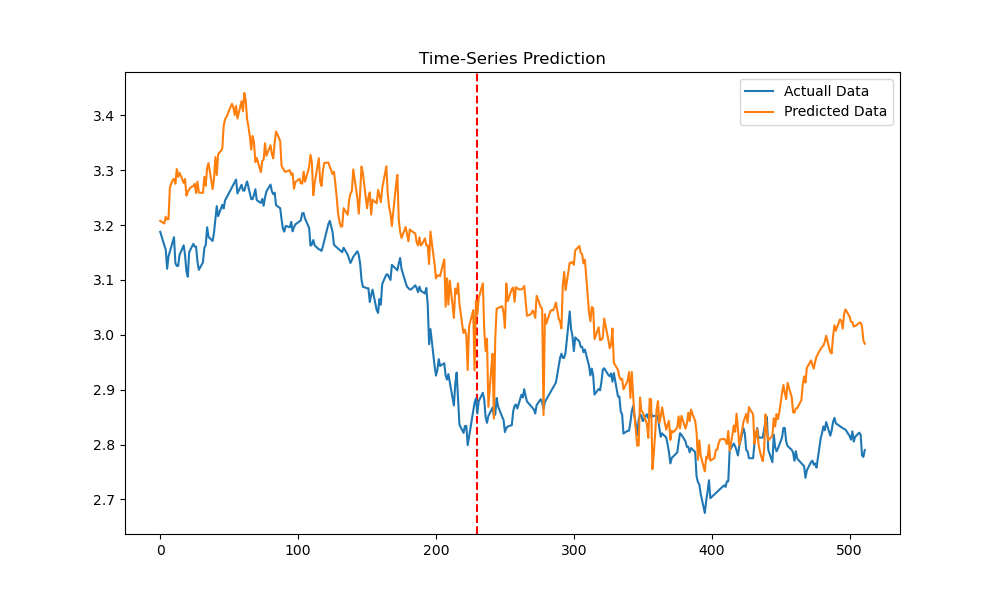 Time-Series Prediction
Actuall Data
Predicted Data
3.4
3.3
3.2
3.1
3.0
2.9
2.8
2.7
0 100 200 300 400 500